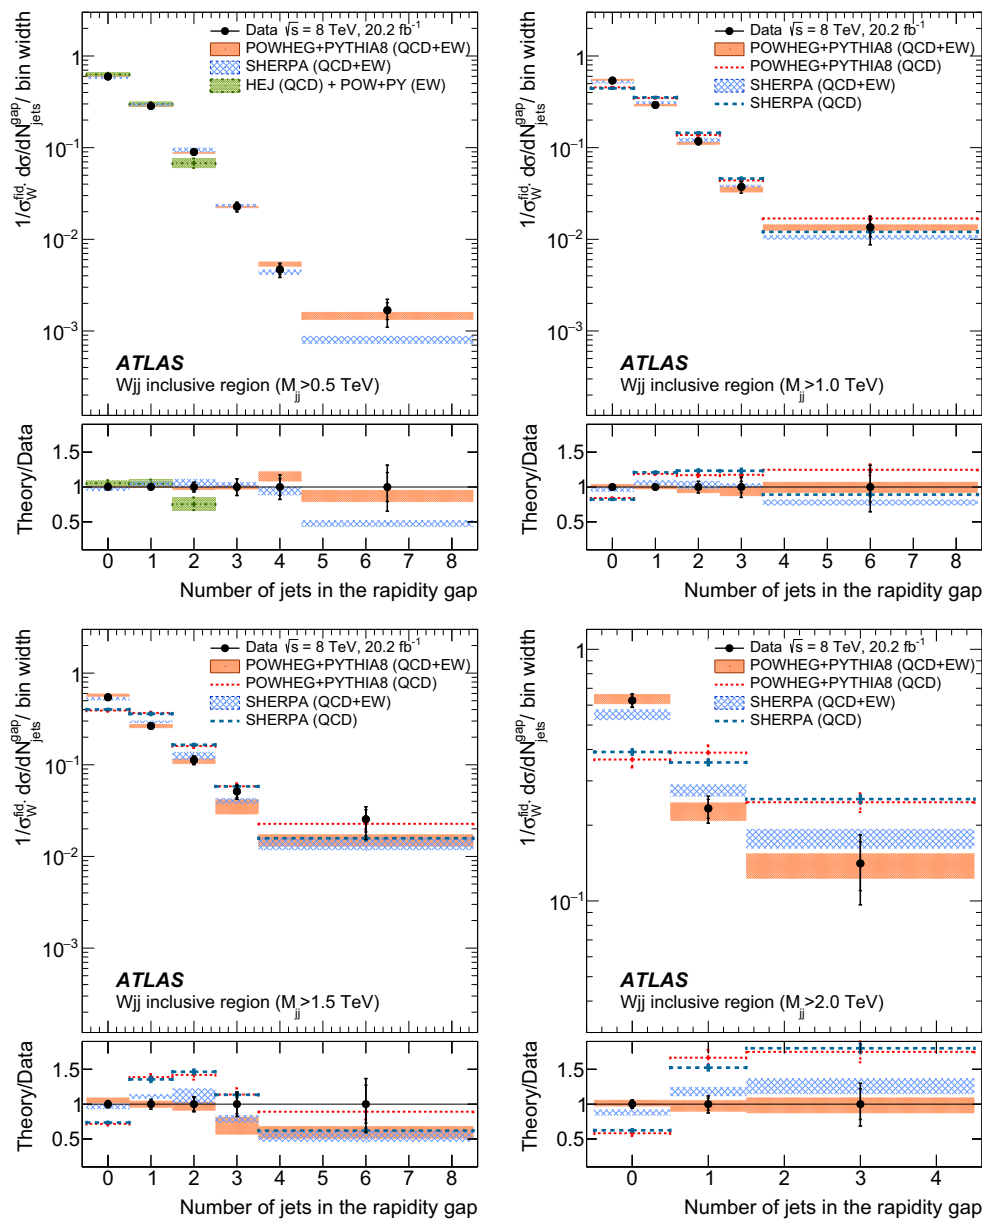 Data √s = 8 TeV, 20.2 fb⁻¹
POWHEG+PYTHIA8 (QCD+EW)
SHERPA (QCD+EW)
HEJ (QCD) + POW+PY (EW)
1/σ_W^fid. dσ/dN_jets^gap / bin width
1
10⁻¹
10⁻²
10⁻³
ATLAS
Wjj inclusive region (M_jj>0.5 TeV)
Theory/Data
1.5
1
0.5
0 1 2 3 4 5 6 7 8
Number of jets in the rapidity gap
Data √s = 8 TeV, 20.2 fb⁻¹
POWHEG+PYTHIA8 (QCD+EW)
POWHEG+PYTHIA8 (QCD)
SHERPA (QCD+EW)
SHERPA (QCD)
1/σ_W^fid. dσ/dN_jets^gap / bin width
1
10⁻¹
10⁻²
10⁻³
ATLAS
Wjj inclusive region (M_jj>1.0 TeV)
Theory/Data
1.5
1
0.5
0 1 2 3 4 5 6 7 8
Number of jets in the rapidity gap
Data √s = 8 TeV, 20.2 fb⁻¹
POWHEG+PYTHIA8 (QCD+EW)
POWHEG+PYTHIA8 (QCD)
SHERPA (QCD+EW)
SHERPA (QCD)
1/σ_W^fid. dσ/dN_jets^gap / bin width
1
10⁻¹
10⁻²
10⁻³
ATLAS
Wjj inclusive region (M_jj>1.5 TeV)
Theory/Data
1.5
1
0.5
0 1 2 3 4 5 6 7 8
Number of jets in the rapidity gap
Data √s = 8 TeV, 20.2 fb⁻¹
POWHEG+PYTHIA8 (QCD+EW)
POWHEG+PYTHIA8 (QCD)
SHERPA (QCD+EW)
SHERPA (QCD)
1/σ_W^fid. dσ/dN_jets^gap / bin width
1
10⁻¹
ATLAS
Wjj inclusive region (M_jj>2.0 TeV)
Theory/Data
1.5
1
0.5
0 1 2 3 4
Number of jets in the rapidity gap